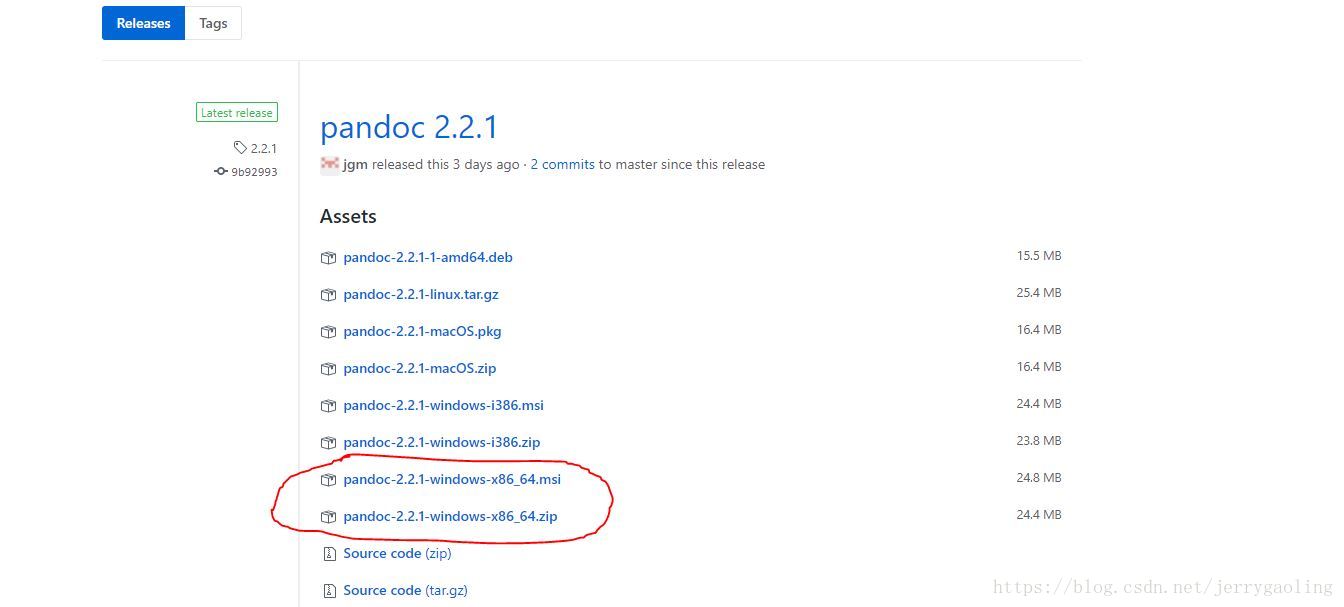 Releases Tags
Latest release
2.2.1
9b92993
pandoc 2.2.1
jgm released this 3 days ago · 2 commits to master since this release
Assets
pandoc-2.2.1-1-amd64.deb 15.5 MB
pandoc-2.2.1-linux.tar.gz 25.4 MB
pandoc-2.2.1-macOS.pkg 16.4 MB
pandoc-2.2.1-macOS.zip 16.4 MB
pandoc-2.2.1-windows-i386.msi 24.4 MB
pandoc-2.2.1-windows-i386.zip 23.8 MB
pandoc-2.2.1-windows-x86_64.msi 24.8 MB
pandoc-2.2.1-windows-x86_64.zip 24.4 MB
Source code (zip)
Source code (tar.gz)
https://blog.csdn.net/jerrygaoling